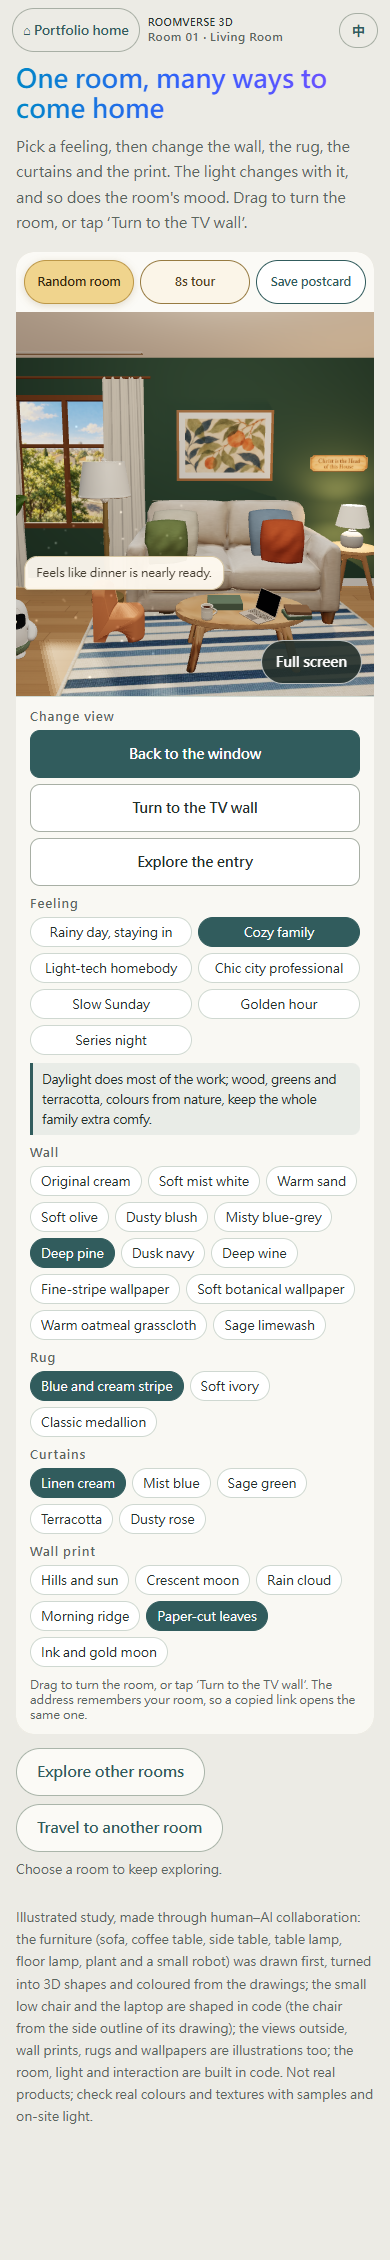 ⌂ Portfolio home
ROOMVERSE 3D
Room 01 · Living Room
中
One room, many ways to
come home
Pick a feeling, then change the wall, the rug, the
curtains and the print. The light changes with it,
and so does the room's mood. Drag to turn the
room, or tap ‘Turn to the TV wall’.
Random room
8s tour
Save postcard
Christ is the Head
of this House
Feels like dinner is nearly ready.
Full screen
Change view
Back to the window
Turn to the TV wall
Explore the entry
Feeling
Rainy day, staying in
Cozy family
Light-tech homebody
Chic city professional
Slow Sunday
Golden hour
Series night
Daylight does most of the work; wood, greens and
terracotta, colours from nature, keep the whole
family extra comfy.
Wall
Original cream
Soft mist white
Warm sand
Soft olive
Dusty blush
Misty blue-grey
Deep pine
Dusk navy
Deep wine
Fine-stripe wallpaper
Soft botanical wallpaper
Warm oatmeal grasscloth
Sage limewash
Rug
Blue and cream stripe
Soft ivory
Classic medallion
Curtains
Linen cream
Mist blue
Sage green
Terracotta
Dusty rose
Wall print
Hills and sun
Crescent moon
Rain cloud
Morning ridge
Paper-cut leaves
Ink and gold moon
Drag to turn the room, or tap ‘Turn to the TV wall’. The
address remembers your room, so a copied link opens the
same one.
Explore other rooms
Travel to another room
Choose a room to keep exploring.
Illustrated study, made through human–AI collaboration:
the furniture (sofa, coffee table, side table, table lamp,
floor lamp, plant and a small robot) was drawn first, turned
into 3D shapes and coloured from the drawings; the small
low chair and the laptop are shaped in code (the chair
from the side outline of its drawing); the views outside,
wall prints, rugs and wallpapers are illustrations too; the
room, light and interaction are built in code. Not real
products; check real colours and textures with samples and
on-site light.